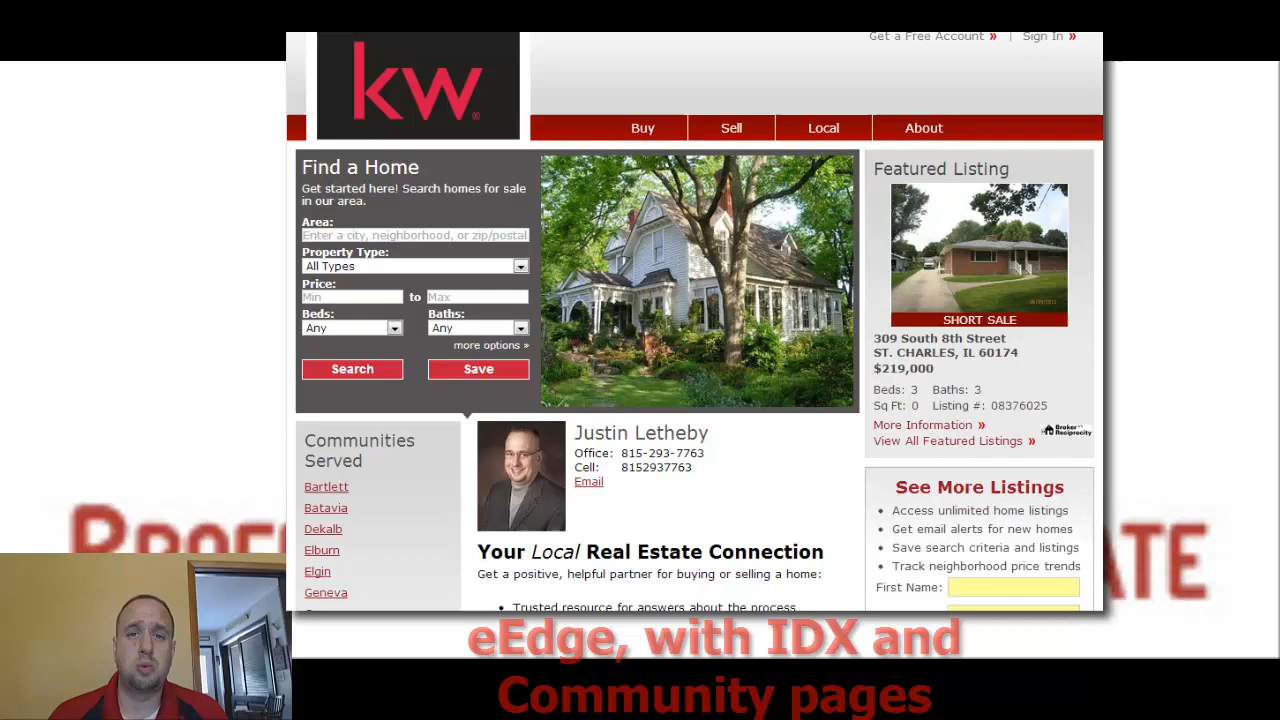 Get a Free Account » | Sign In »
kw®
Buy Sell Local About
Find a Home
Get started here! Search homes for sale
in our area.
Area:
Enter a city, neighborhood, or zip/postal
Property Type:
All Types
Price:
Min to Max
Beds: Baths:
Any Any
more options »
Search Save
Featured Listing
SHORT SALE
309 South 8th Street
ST. CHARLES, IL 60174
$219,000
Beds: 3 Baths: 3
Sq Ft: 0 Listing #: 08376025
More Information »
Broker
Reciprocity
View All Featured Listings »
Communities
Served
Bartlett
Batavia
Dekalb
Elburn
Elgin
Geneva
Justin Letheby
Office: 815-293-7763
Cell: 8152937763
Email
Your Local Real Estate Connection
Get a positive, helpful partner for buying or selling a home:
• Trusted resource for answers about the process
See More Listings
• Access unlimited home listings
• Get email alerts for new homes
• Save search criteria and listings
• Track neighborhood price trends
First Name:
eEdge, with IDX and
Community pages